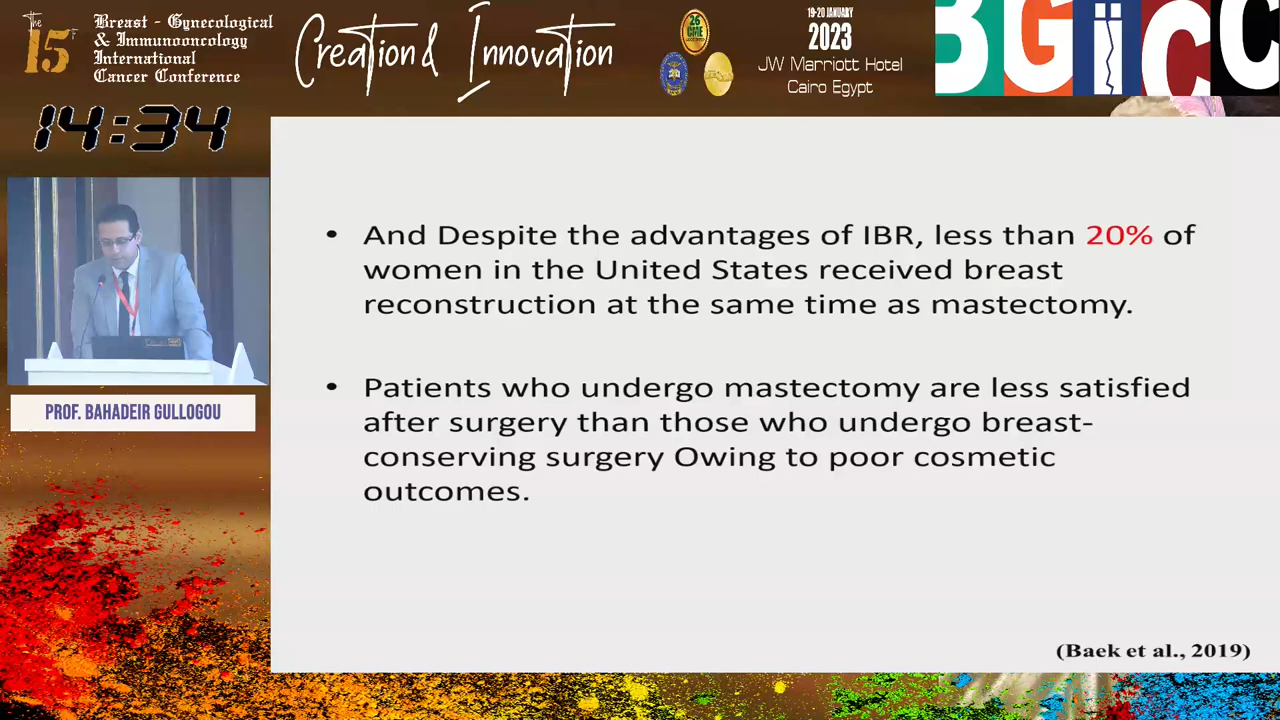 The
15
Breast - Gynecological
& Immunooncology
International
Cancer Conference
Creation & Innovation
26
CME
19-20 JANUARY
2023
JW Marriott Hotel
Cairo Egypt
BGICC
14:34
PROF. BAHADEIR GULLOGOU
• And Despite the advantages of IBR, less than 20% of
women in the United States received breast
reconstruction at the same time as mastectomy.
• Patients who undergo mastectomy are less satisfied
after surgery than those who undergo breast-
conserving surgery Owing to poor cosmetic
outcomes.
(Baek et al., 2019)